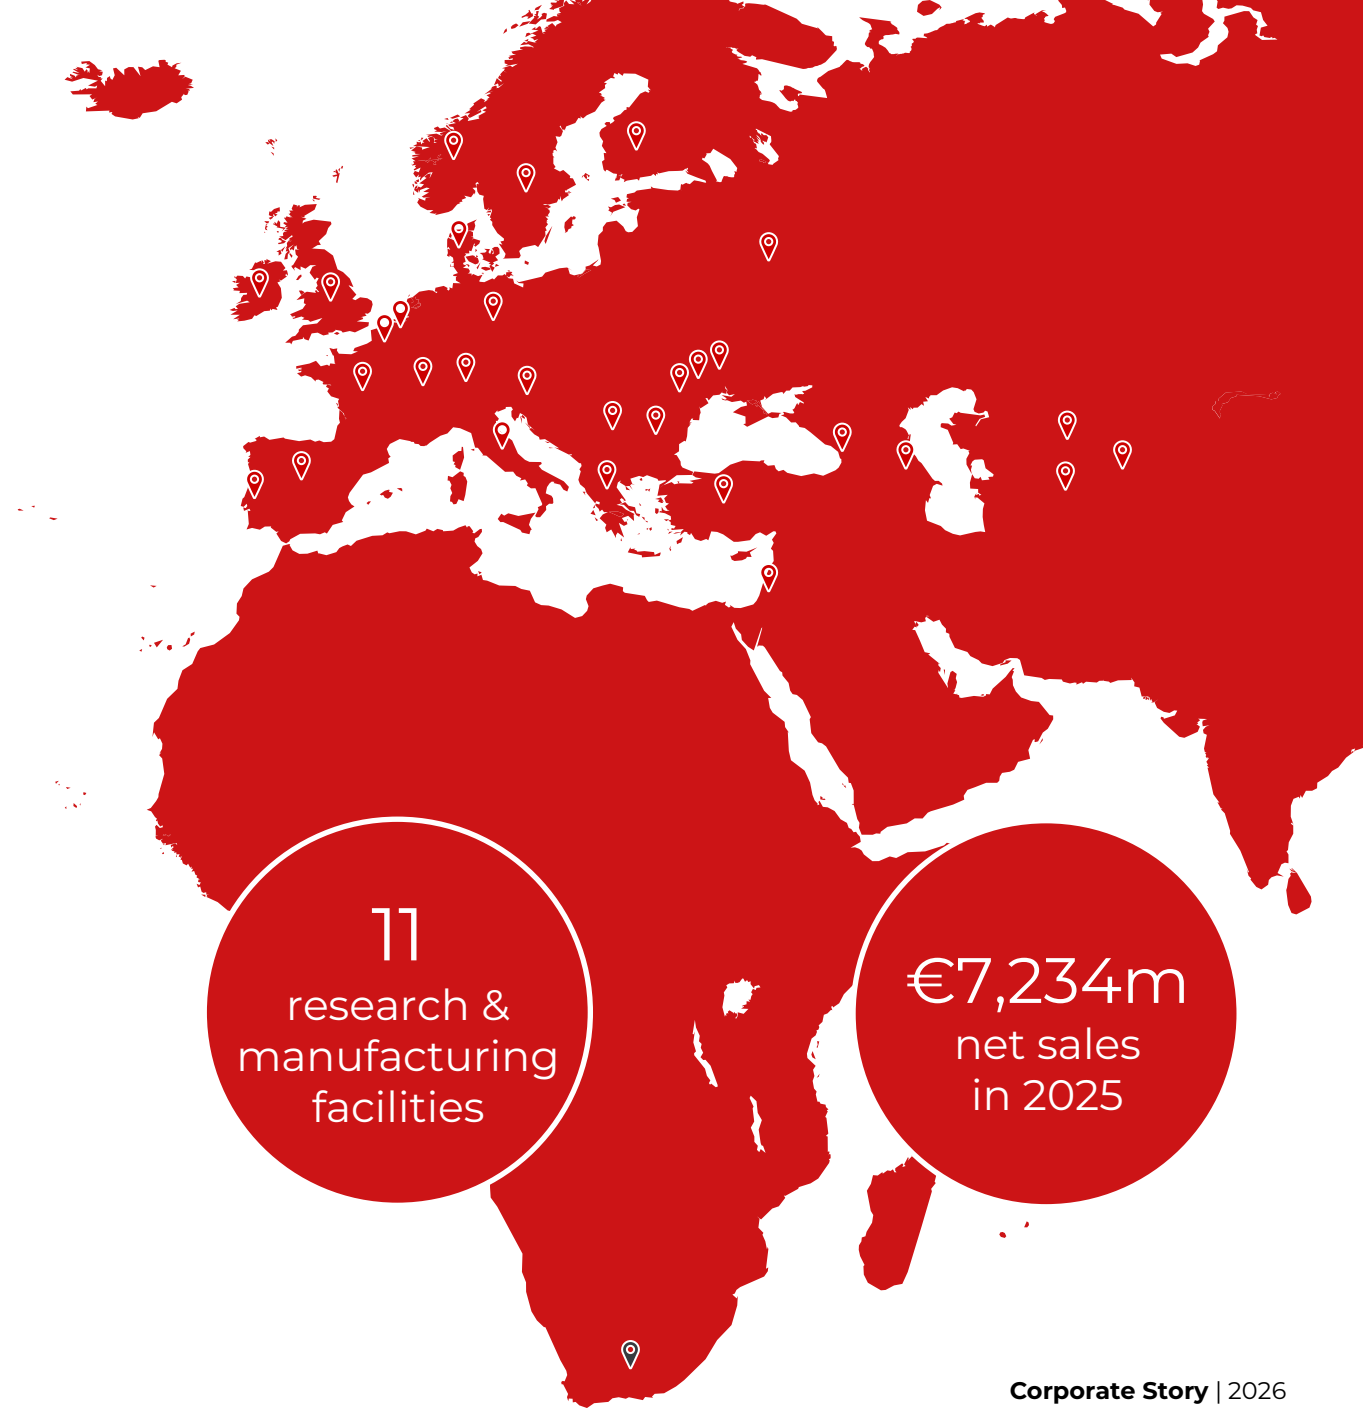 11
research &
manufacturing
facilities
€7,234m
net sales
in 2025
Corporate Story | 2026